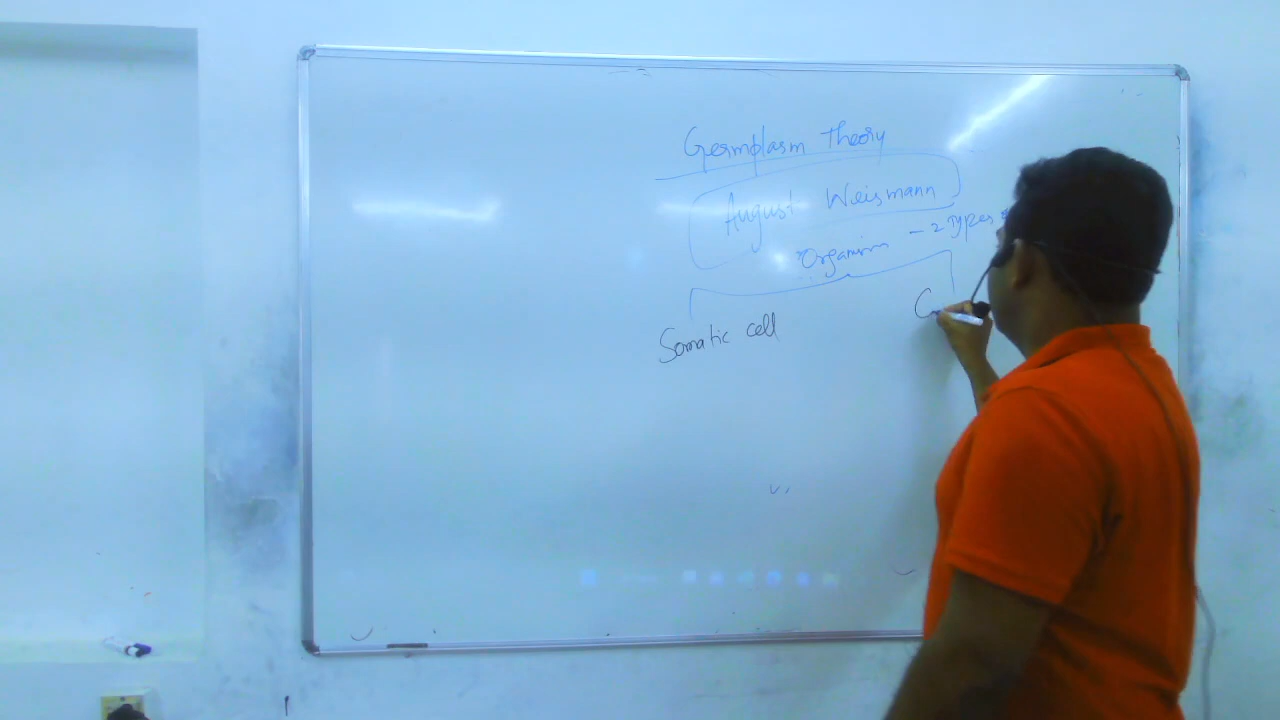 Germplasm Theory
August Weismann
Organism - 2 Types
Somatic cell